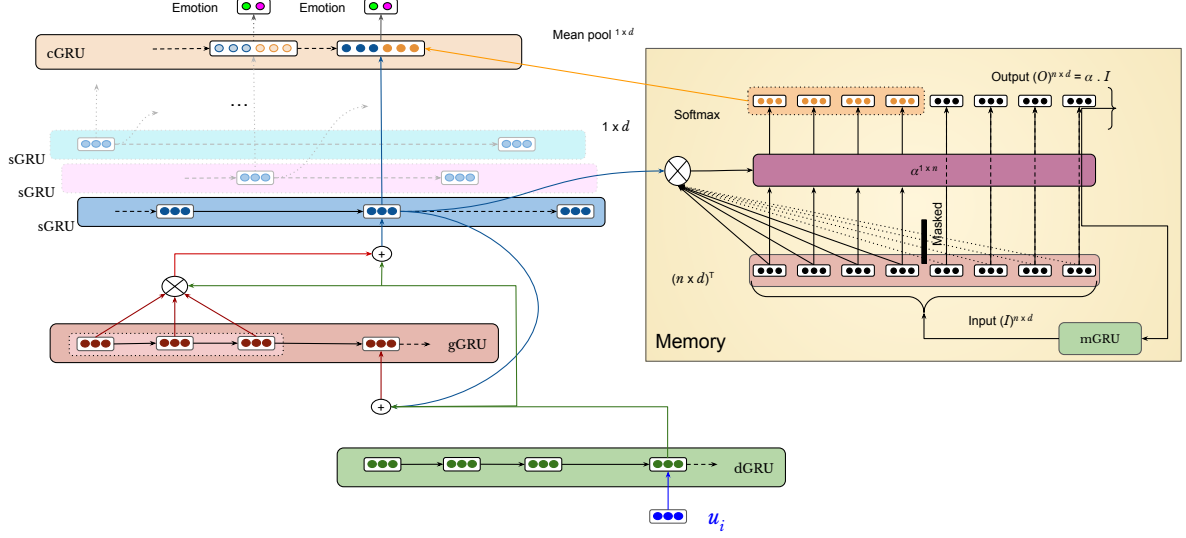 Emotion
Emotion
cGRU
Mean pool 1 x d
Output (O)n x d = α . I
Softmax
...
1 x d
sGRU
α1 x n
sGRU
sGRU
Masked
(n x d)T
Input (I)n x d
gGRU
Memory
mGRU
+
+
dGRU
ui